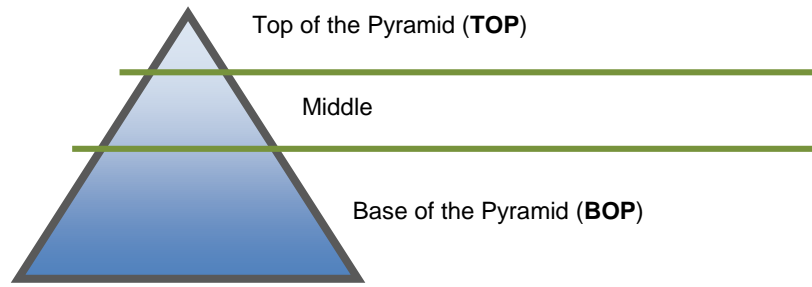 Top of the Pyramid (TOP)
Middle
Base of the Pyramid (BOP)